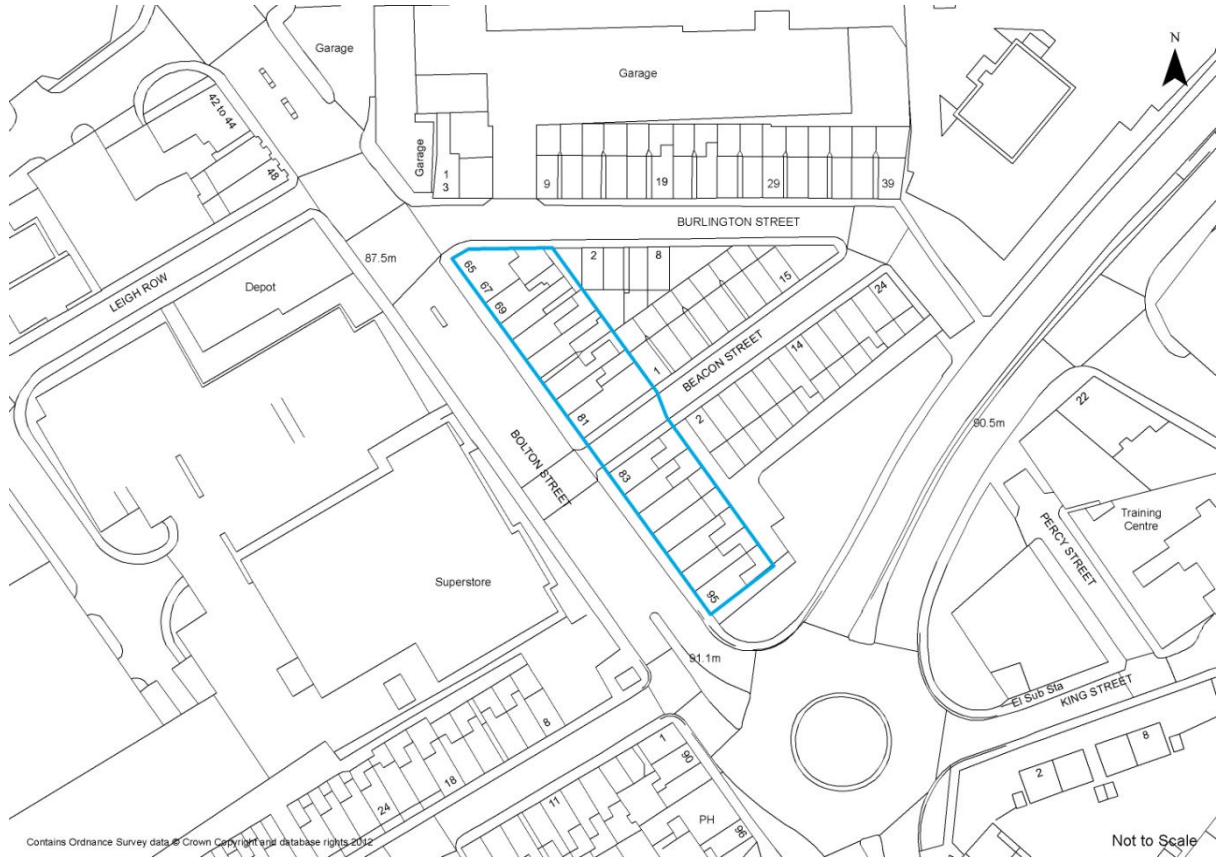 Garage
N
Garage
42 to 44
48
Garage
1
3
9
19
29
39
BURLINGTON STREET
87.5m
LEIGH ROW
Depot
65
67
69
2
8
15
24
14
1
BEACON STREET
2
81
83
BOLTON STREET
90.5m
22
Training
Centre
PERCY STREET
Superstore
95
91.1m
El Sub Sta
KING STREET
8
18
24
1
90
11
PH
96
2
8
Contains Ordnance Survey data © Crown Copyright and database rights 2012
Not to Scale